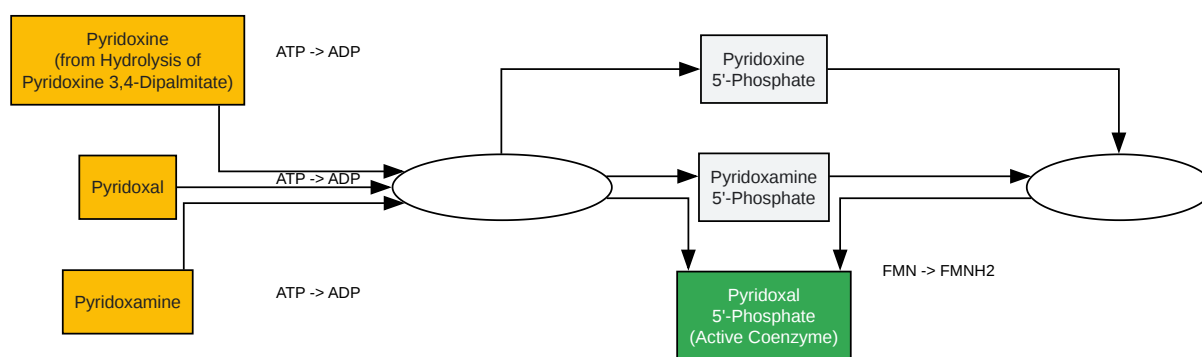 Pyridoxine
(from Hydrolysis of
Pyridoxine 3,4-Dipalmitate)
ATP -> ADP
Pyridoxine
5'-Phosphate
Pyridoxal
ATP -> ADP
Pyridoxamine
5'-Phosphate
Pyridoxamine
ATP -> ADP
FMN -> FMNH2
Pyridoxal
5'-Phosphate
(Active Coenzyme)